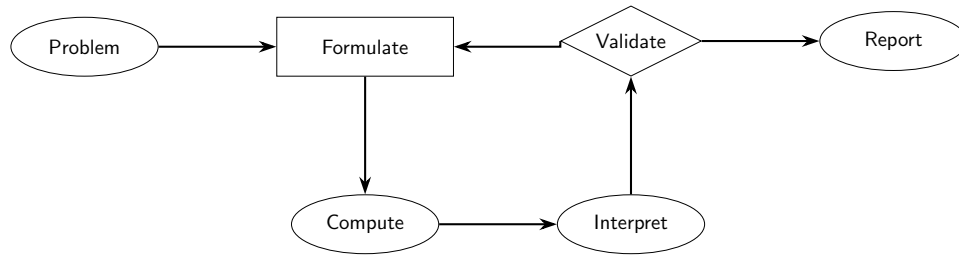 Problem
Formulate
Validate
Report
Compute
Interpret